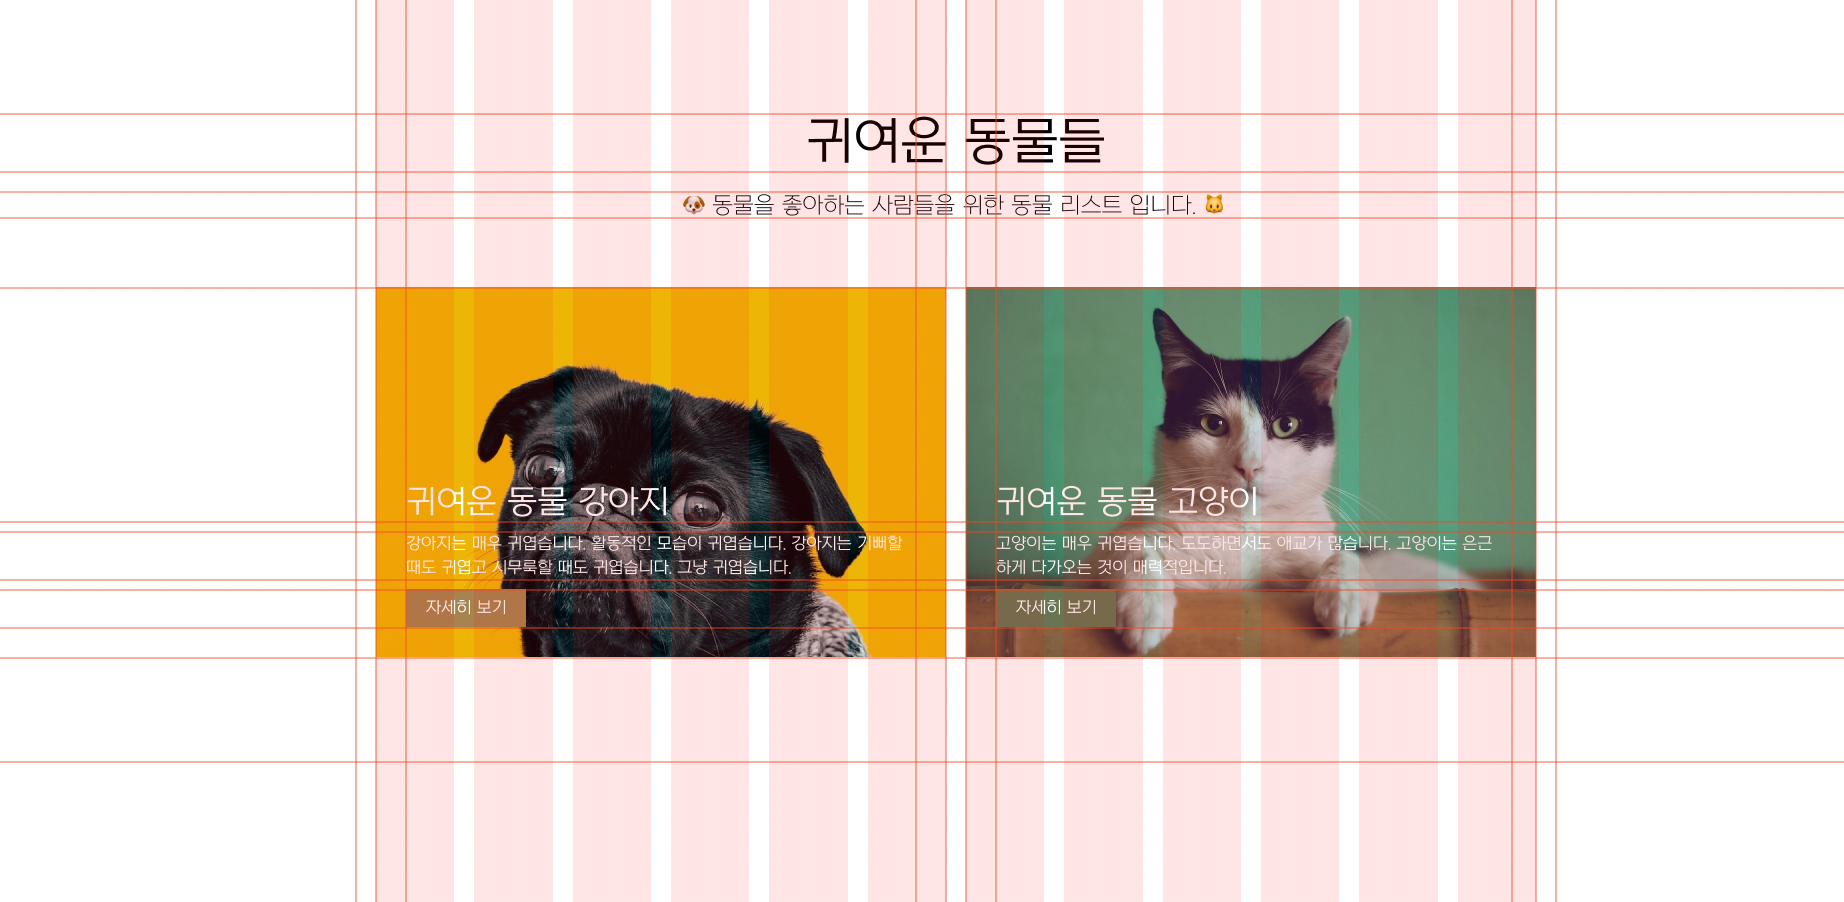 귀여운 동물들
🐶 동물을 좋아하는 사람들을 위한 동물 리스트 입니다. 🐱
귀여운 동물 강아지
강아지는 매우 귀엽습니다. 활동적인 모습이 귀엽습니다. 강아지는 기뻐할
때도 귀엽고 시무룩할 때도 귀엽습니다. 그냥 귀엽습니다.
자세히 보기
귀여운 동물 고양이
고양이는 매우 귀엽습니다. 도도하면서도 애교가 많습니다. 고양이는 은근
하게 다가오는 것이 매력적입니다.
자세히 보기